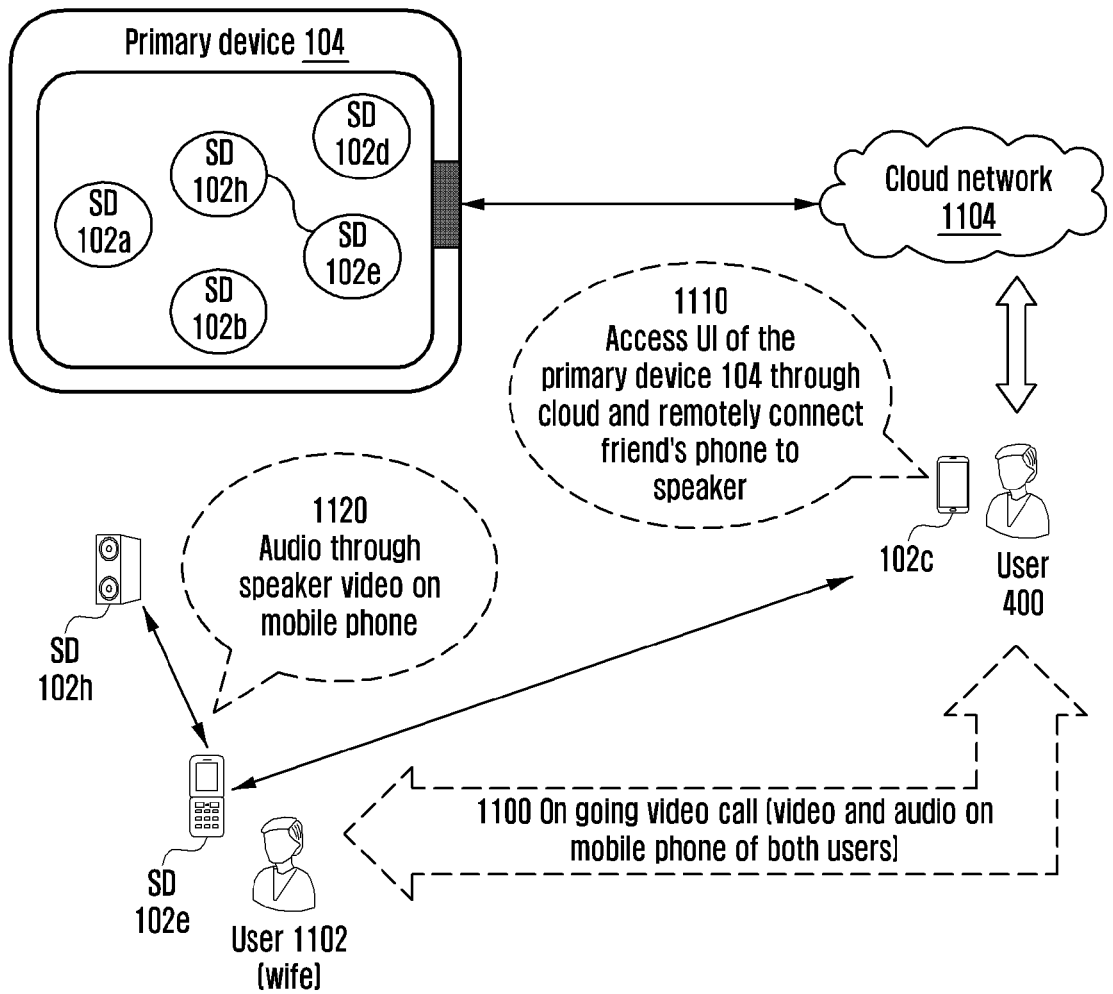 Primary device 104
SD
102d
SD
102h
SD
102a
SD
102e
SD
102b
Cloud network
1104
1110
Access UI of the
primary device 104 through
cloud and remotely connect
friend's phone to
speaker
102c
User
400
1120
Audio through
speaker video on
mobile phone
SD
102h
1100 On going video call (video and audio on
mobile phone of both users)
SD
102e
User 1102
(wife)